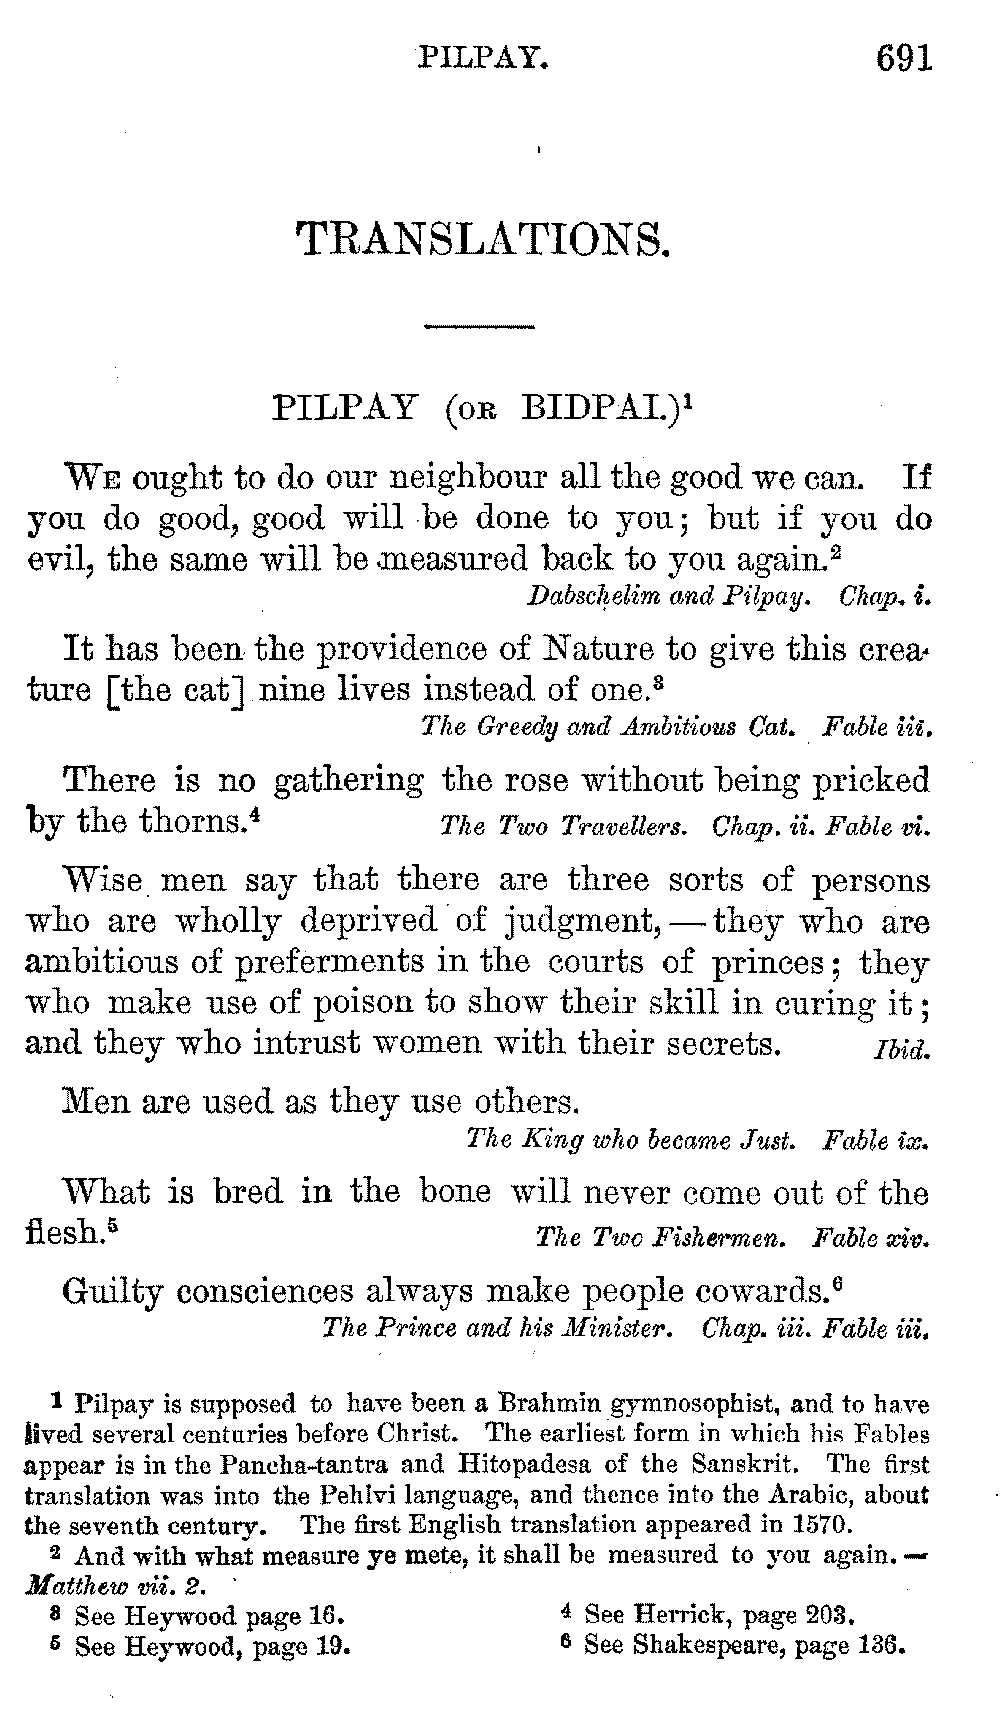 PILPAY. 691
TRANSLATIONS.
PILPAY (OR BIDPAI.)¹
WE ought to do our neighbour all the good we can. If
you do good, good will be done to you; but if you do
evil, the same will be measured back to you again.²
Dabschelim and Pilpay. Chap. i.
It has been the providence of Nature to give this crea-
ture [the cat] nine lives instead of one.³
The Greedy and Ambitious Cat. Fable iii.
There is no gathering the rose without being pricked
by the thorns.⁴ The Two Travellers. Chap. ii. Fable vi.
Wise men say that there are three sorts of persons
who are wholly deprived of judgment, — they who are
ambitious of preferments in the courts of princes; they
who make use of poison to show their skill in curing it;
and they who intrust women with their secrets. Ibid.
Men are used as they use others.
The King who became Just. Fable ix.
What is bred in the bone will never come out of the
flesh.⁵ The Two Fishermen. Fable xiv.
Guilty consciences always make people cowards.⁶
The Prince and his Minister. Chap. iii. Fable iii.
1 Pilpay is supposed to have been a Brahmin gymnosophist, and to have
lived several centuries before Christ. The earliest form in which his Fables
appear is in the Pancha-tantra and Hitopadesa of the Sanskrit. The first
translation was into the Pehlvi language, and thence into the Arabic, about
the seventh century. The first English translation appeared in 1570.
2 And with what measure ye mete, it shall be measured to you again. —
Matthew vii. 2.
3 See Heywood page 16. 4 See Herrick, page 203.
5 See Heywood, page 19. 6 See Shakespeare, page 136.